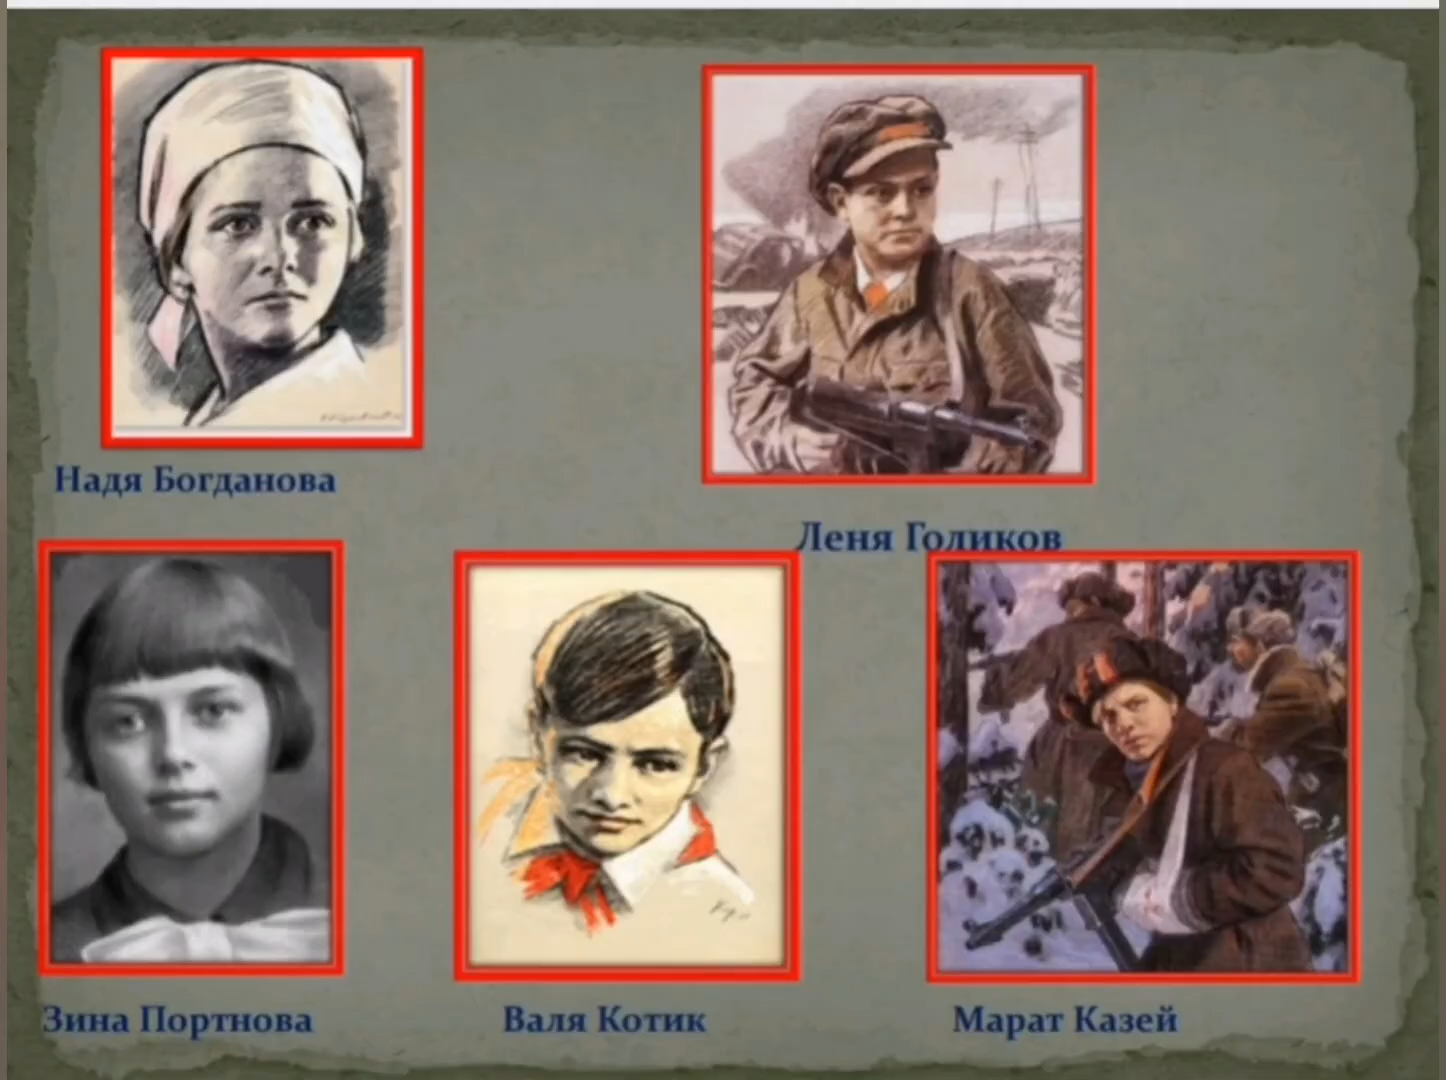 Надя Богданова
Леня Голиков
Зина Портнова
Валя Котик
Марат Казей